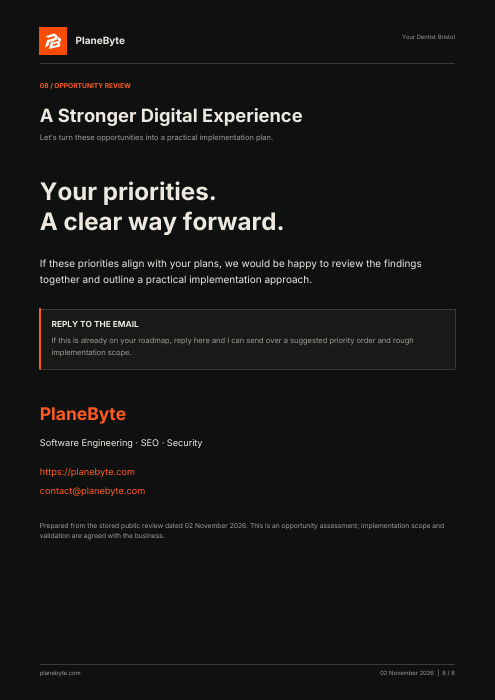 PlaneByte
Your Dentist Bristol
08 / OPPORTUNITY REVIEW
A Stronger Digital Experience
Let's turn these opportunities into a practical implementation plan.
Your priorities.
A clear way forward.
If these priorities align with your plans, we would be happy to review the findings
together and outline a practical implementation approach.
REPLY TO THE EMAIL
If this is already on your roadmap, reply here and I can send over a suggested priority order and rough
implementation scope.
PlaneByte
Software Engineering · SEO · Security
https://planebyte.com
contact@planebyte.com
Prepared from the stored public review dated 02 November 2026. This is an opportunity assessment; implementation scope and
validation are agreed with the business.
planebyte.com
02 November 2026 | 8 / 8